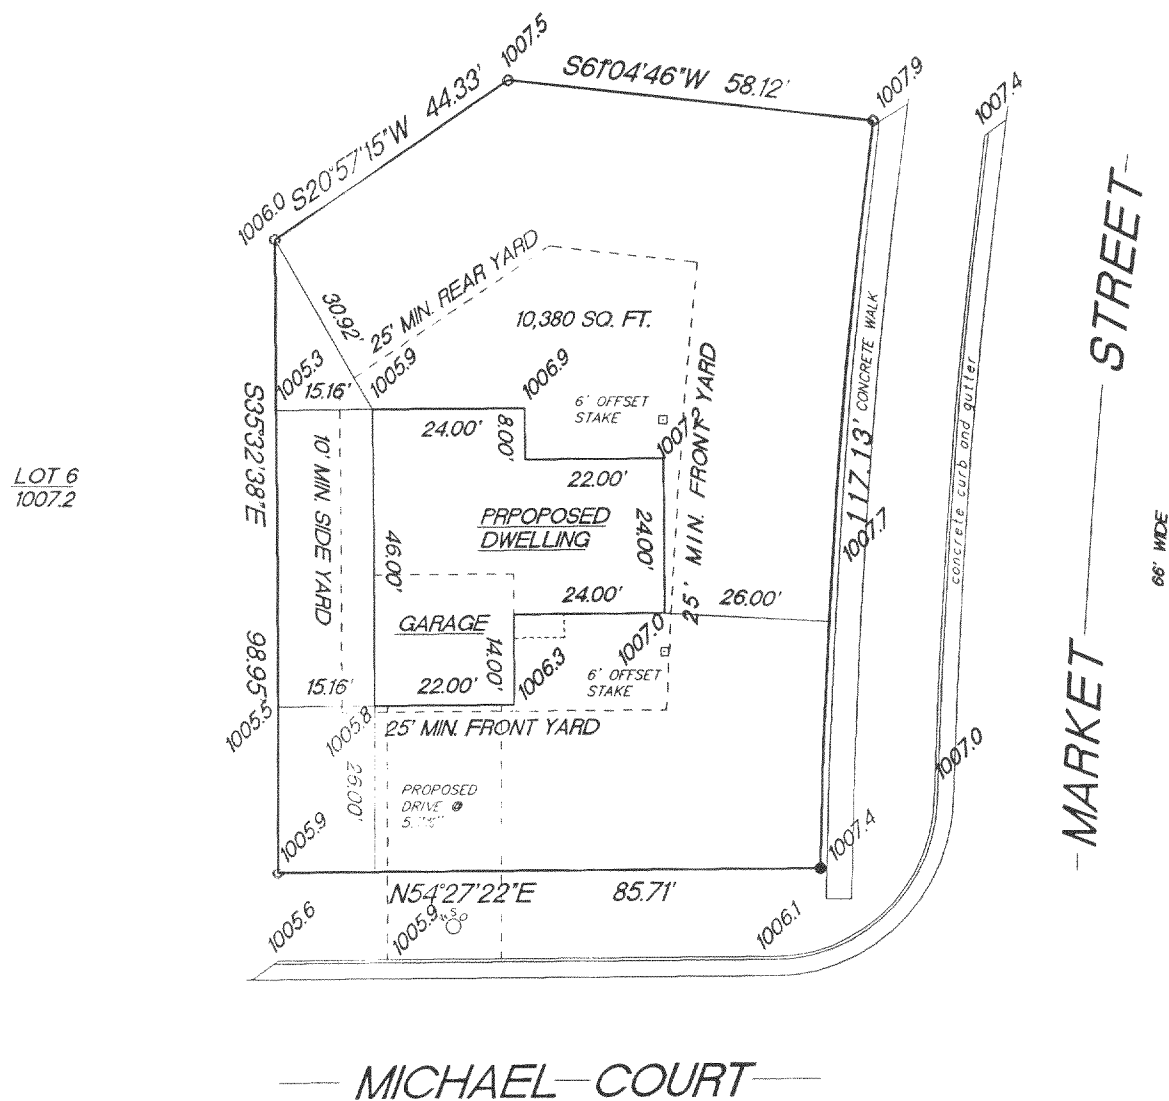 1007.5
S61°04'46"W 58.12'
1007.9
1007.4
S20°57'15"W 44.33'
1006.0
25' MIN. REAR YARD
30.92'
10,380 SQ. FT.
1005.3
15.16'
1005.9
1006.9
6' OFFSET
STAKE
1007.2
24.00'
8.00'
22.00'
25' MIN. FRONT YARD
117.13'
CONCRETE WALK
concrete curb and gutter
STREET
MARKET
66' WIDE
S35°32'38"E
98.95'
LOT 6
1007.2
10' MIN. SIDE YARD
46.00'
PRPOPOSED
DWELLING
24.00'
1007.7
24.00'
26.00'
GARAGE
14.00'
1006.3
1007.0
6' OFFSET
STAKE
15.16'
22.00'
1005.5
1005.8
25' MIN. FRONT YARD
1007.0
26.00'
PROPOSED
DRIVE @
1005.9
1007.4
N54°27'22"E 85.71'
1005.6
1005.9
1006.1
MICHAEL COURT